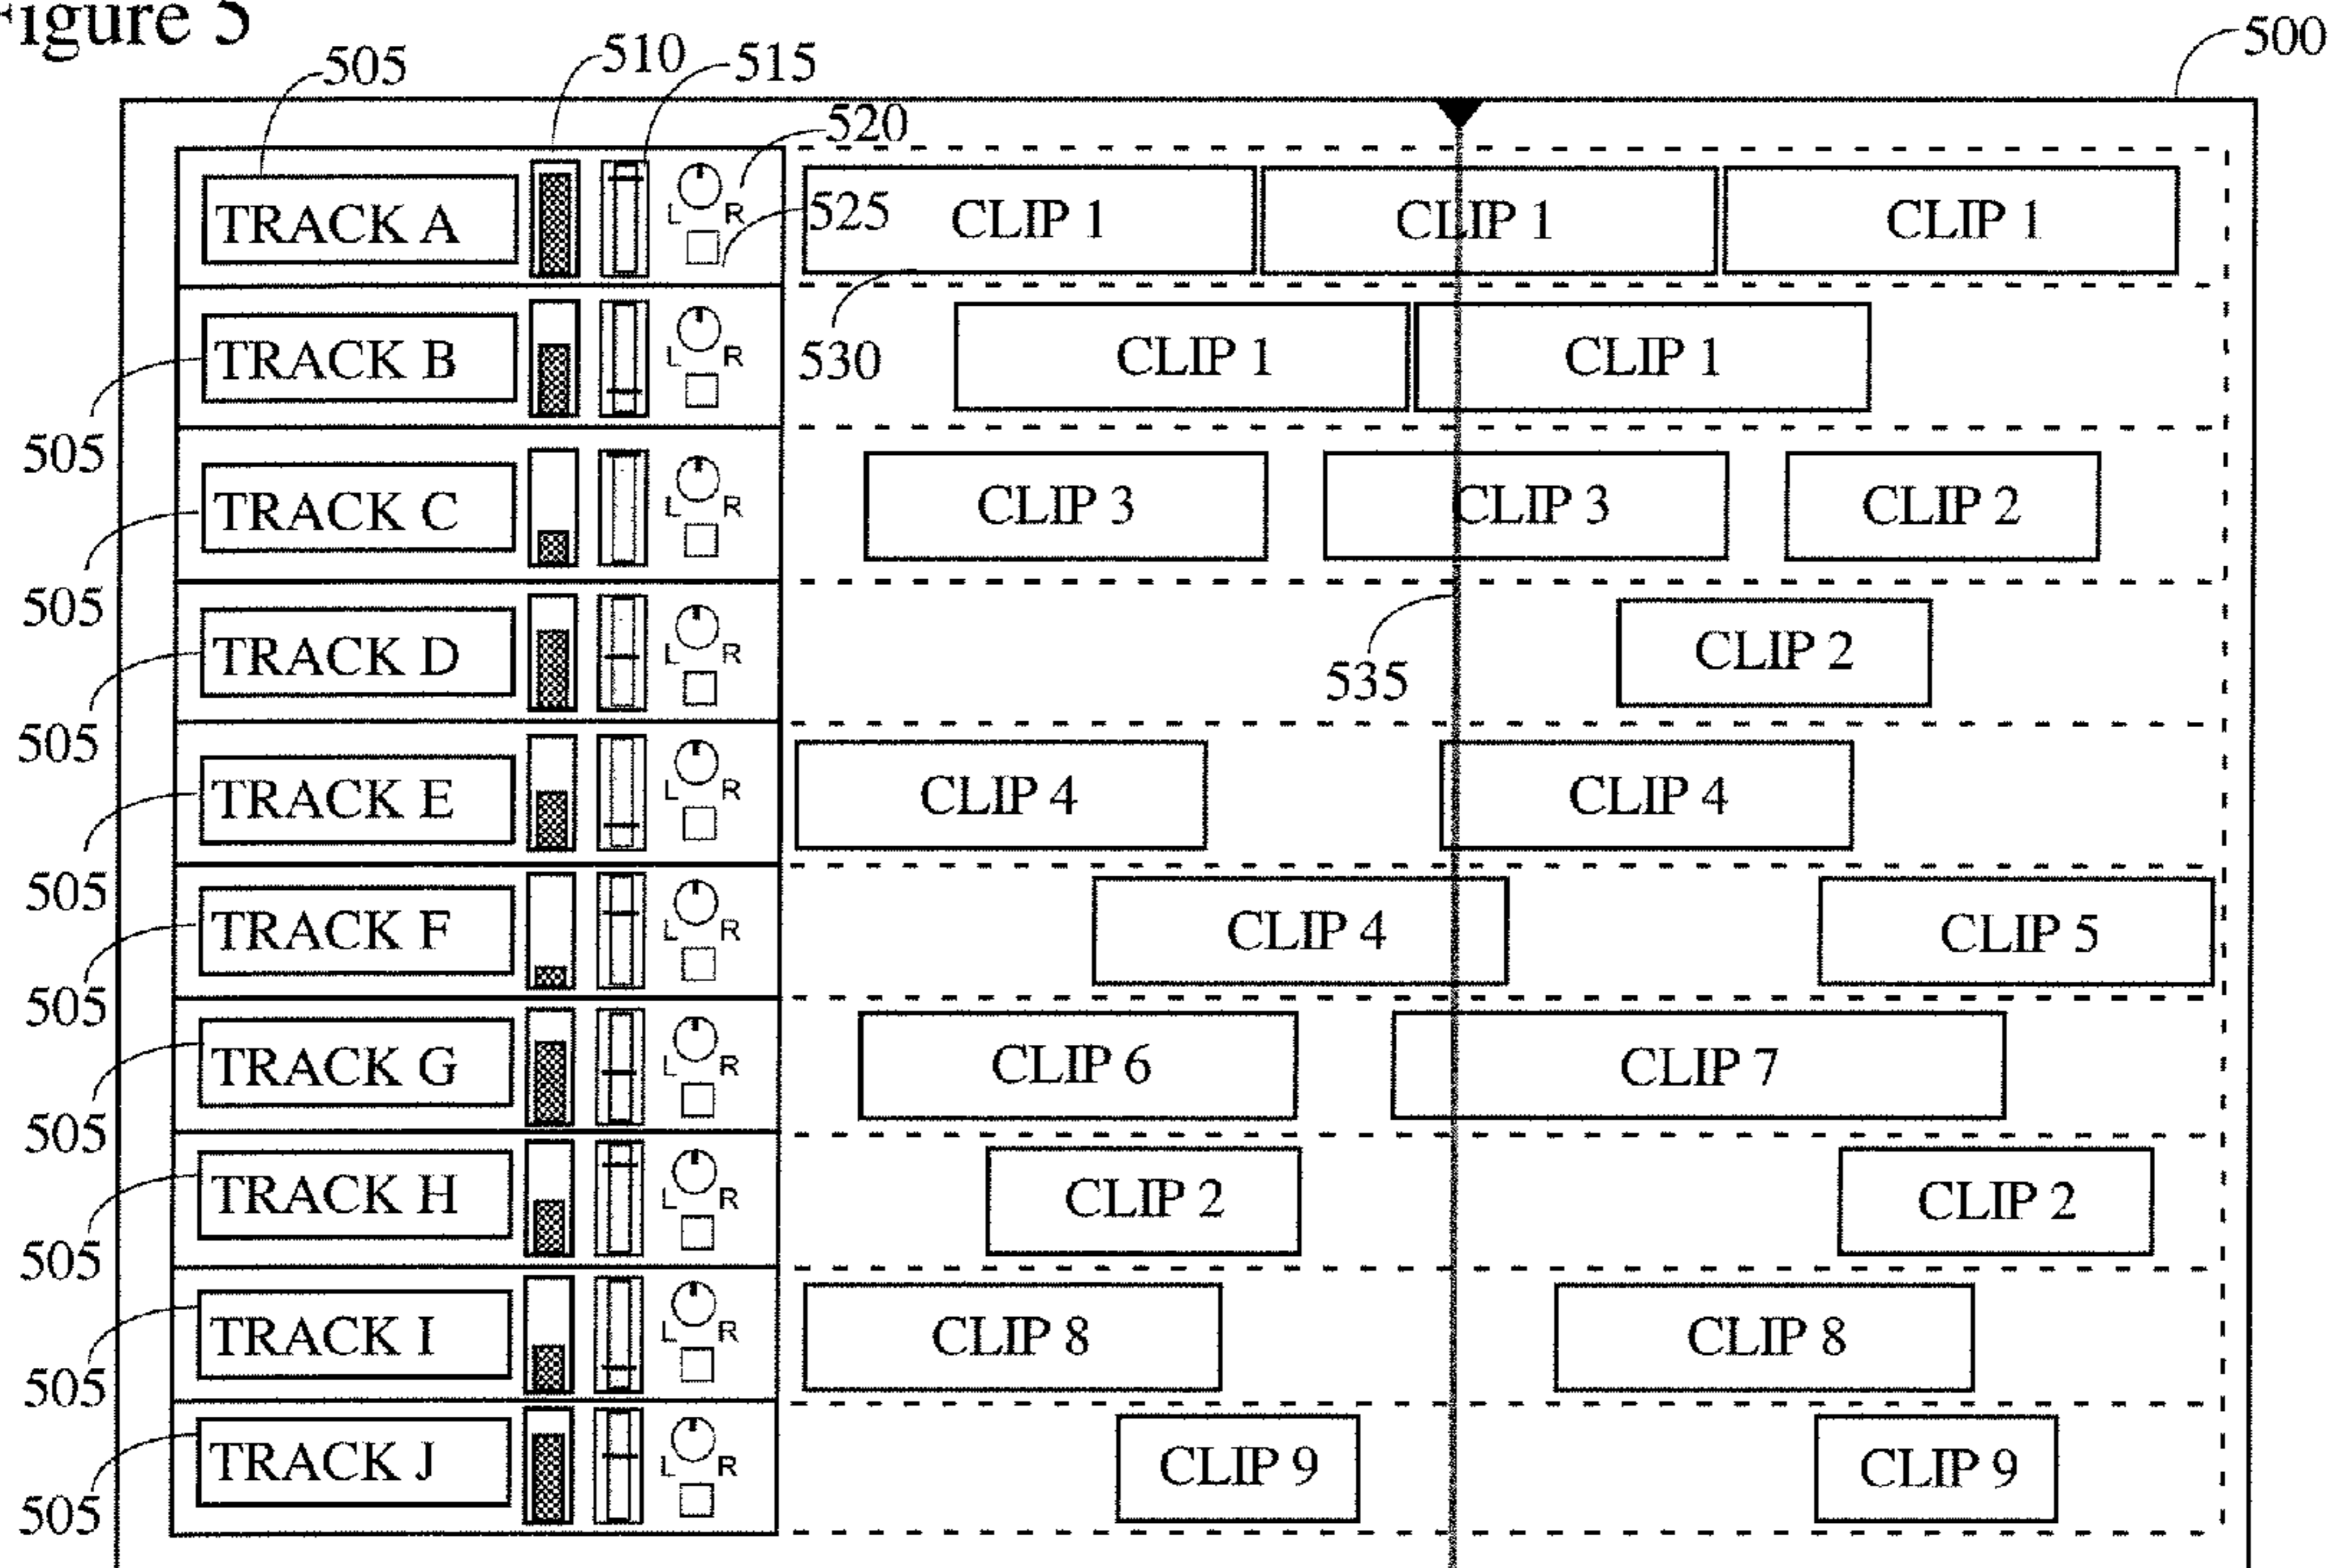 Figure 5
500
505
510
515
520
525
TRACK A
L R
CLIP 1
CLIP 1
CLIP 1
530
505
TRACK B
L R
CLIP 1
CLIP 1
505
TRACK C
L R
CLIP 3
CLIP 3
CLIP 2
505
TRACK D
L R
535
CLIP 2
505
TRACK E
L R
CLIP 4
CLIP 4
505
TRACK F
L R
CLIP 4
CLIP 5
505
TRACK G
L R
CLIP 6
CLIP 7
505
TRACK H
L R
CLIP 2
CLIP 2
505
TRACK I
L R
CLIP 8
CLIP 8
505
TRACK J
L R
CLIP 9
CLIP 9